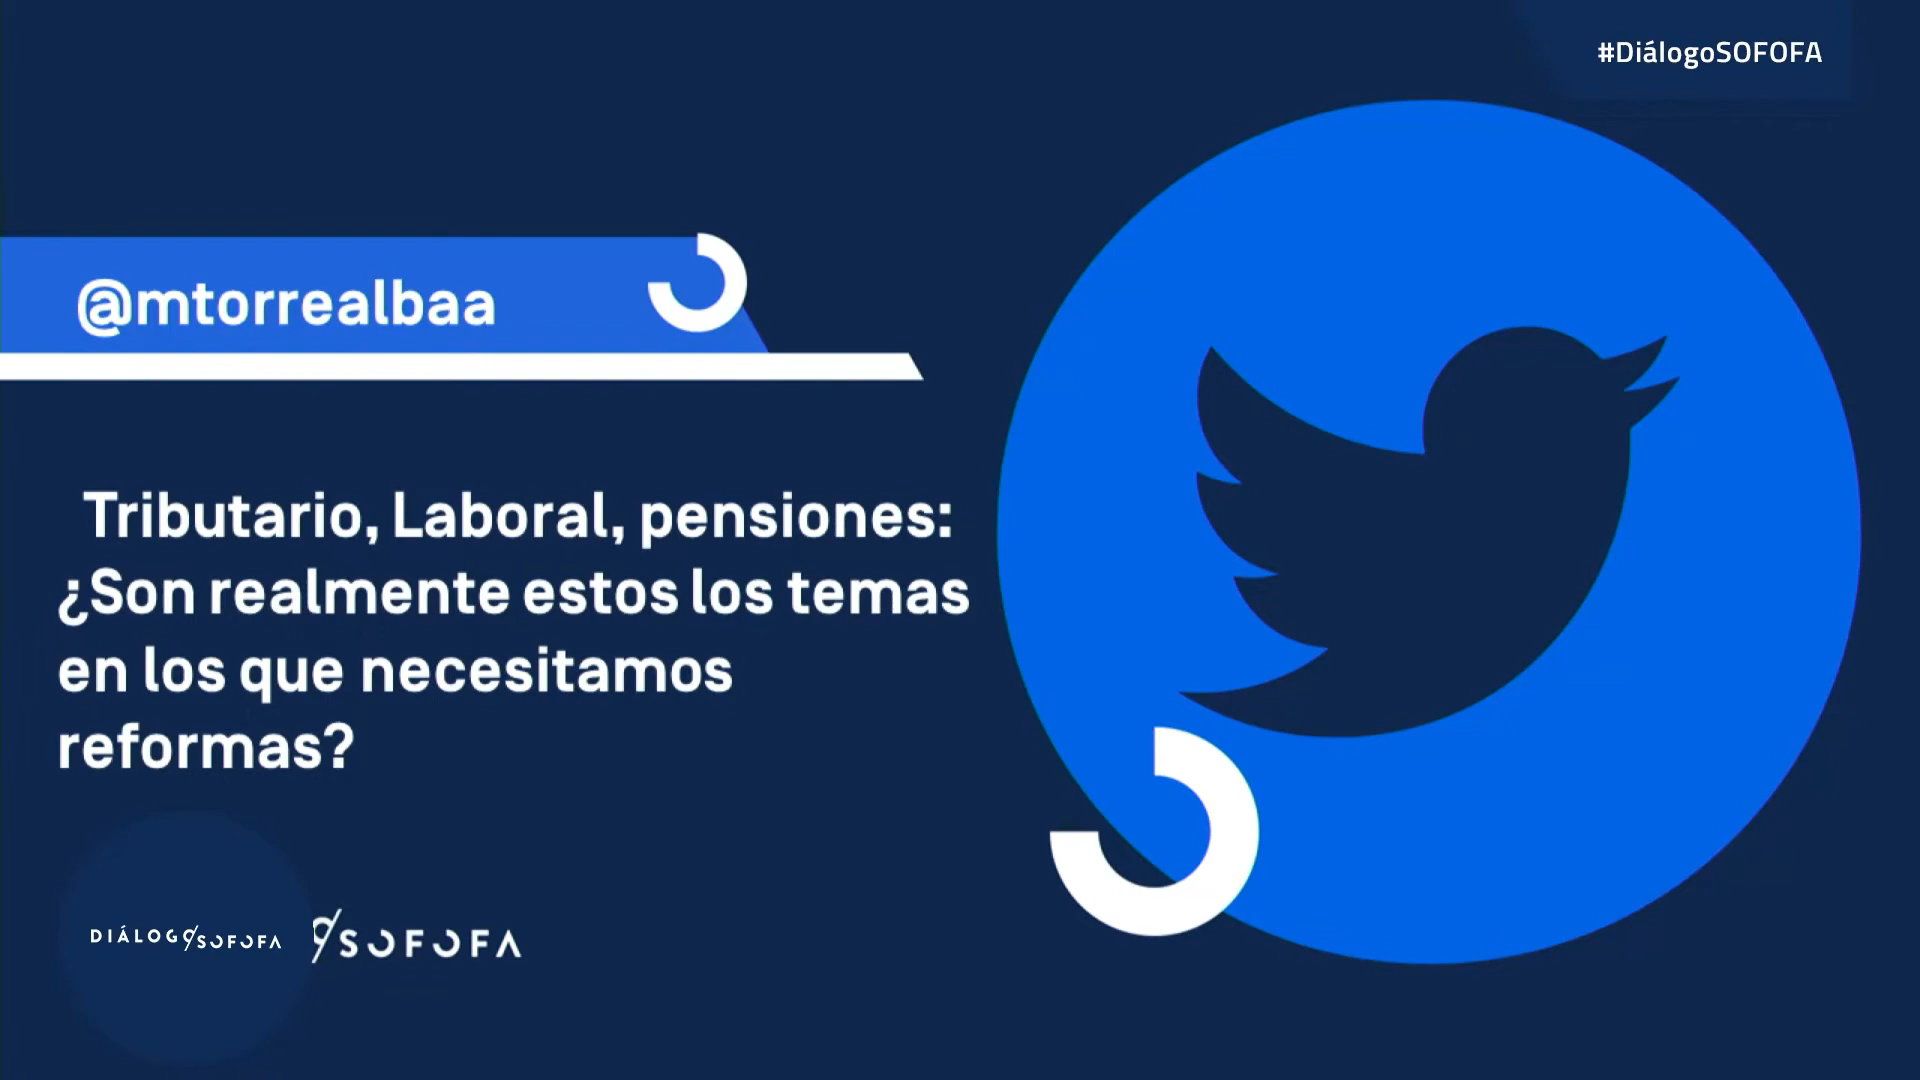 #DiálogoSOFOFA
@mtorrealbaa
Tributario, Laboral, pensiones:
¿Son realmente estos los temas
en los que necesitamos
reformas?
DIÁLOGO SOFOFA
SOFOFA